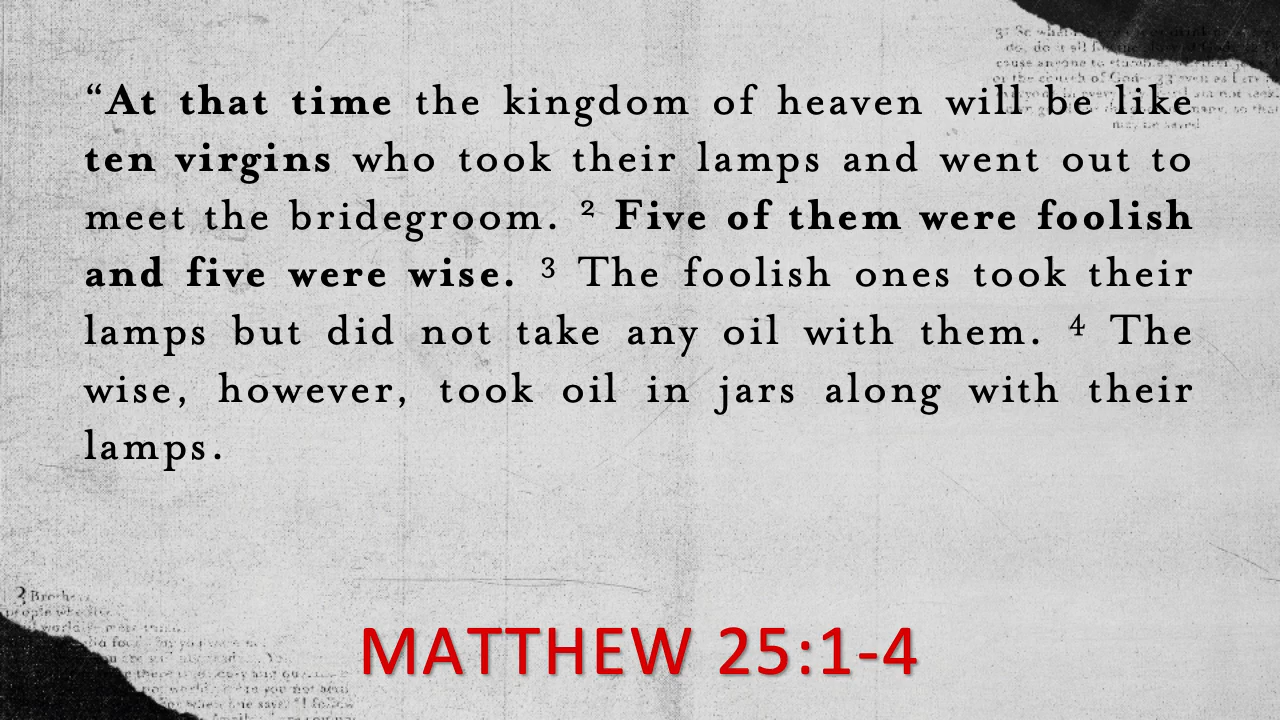 “At that time the kingdom of heaven will be like
ten virgins who took their lamps and went out to
meet the bridegroom. ² Five of them were foolish
and five were wise. ³ The foolish ones took their
lamps but did not take any oil with them. ⁴ The
wise, however, took oil in jars along with their
lamps.
MATTHEW 25:1-4